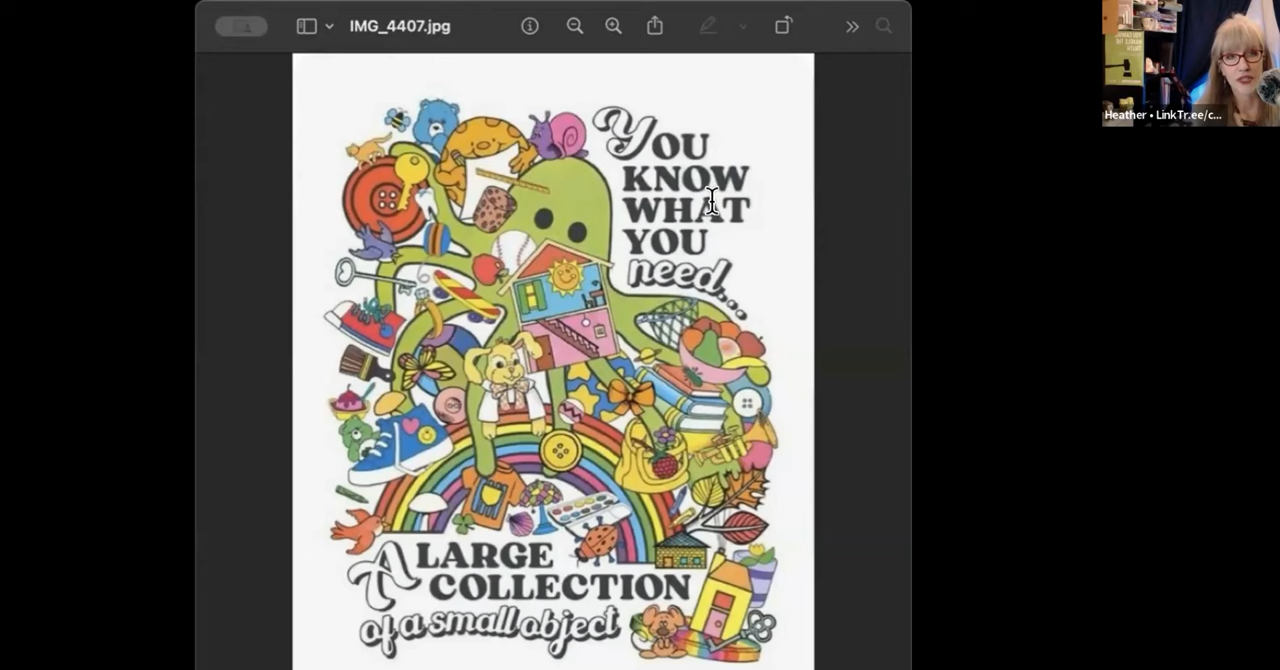 IMG_4407.jpg
YOU
KNOW
WHAT
YOU
need...
A LARGE
COLLECTION
of a small object
Heather • LinkTr.ee/c...